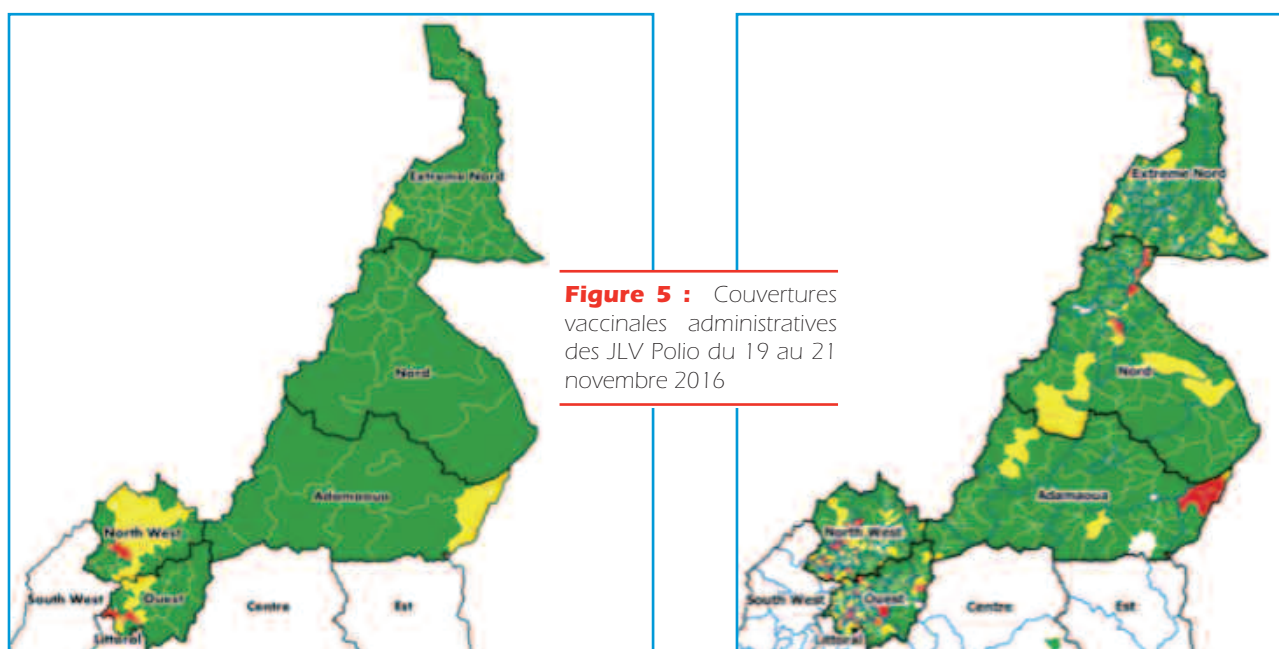 Extreme Nord
Nord
Adamaoua
North West
South West
Ouest
Littoral
Centre
Est
Figure 5 : Couvertures
vaccinales administratives
des JLV Polio du 19 au 21
novembre 2016
Extreme Nord
Nord
Adamaoua
North West
South West
Ouest
Littoral
Centre
Est